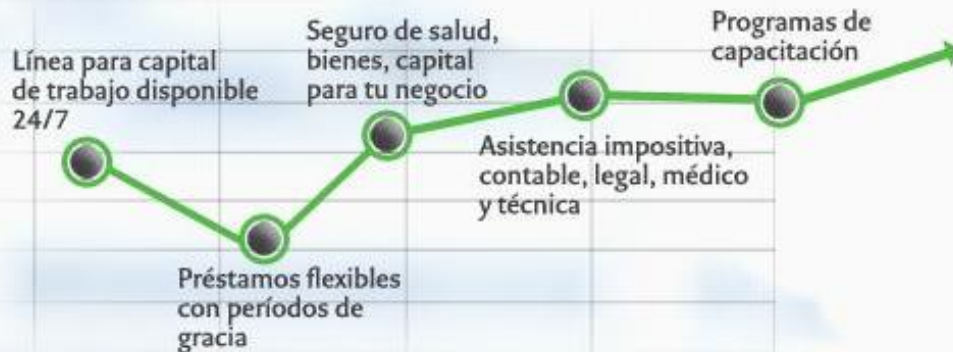 Línea para capital
de trabajo disponible
24/7
Préstamos flexibles
con períodos de
gracia
Seguro de salud,
bienes, capital
para tu negocio
Asistencia impositiva,
contable, legal, médico
y técnica
Programas de
capacitación